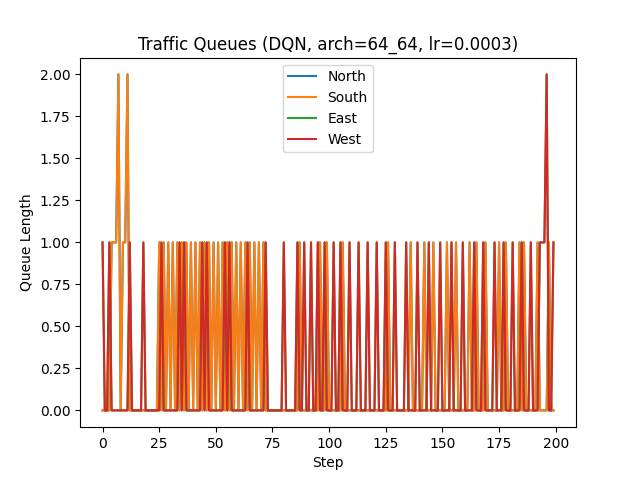 Traffic Queues (DQN, arch=64_64, lr=0.0003)
North
South
East
West
Queue Length
2.00
1.75
1.50
1.25
1.00
0.75
0.50
0.25
0.00
0 25 50 75 100 125 150 175 200
Step